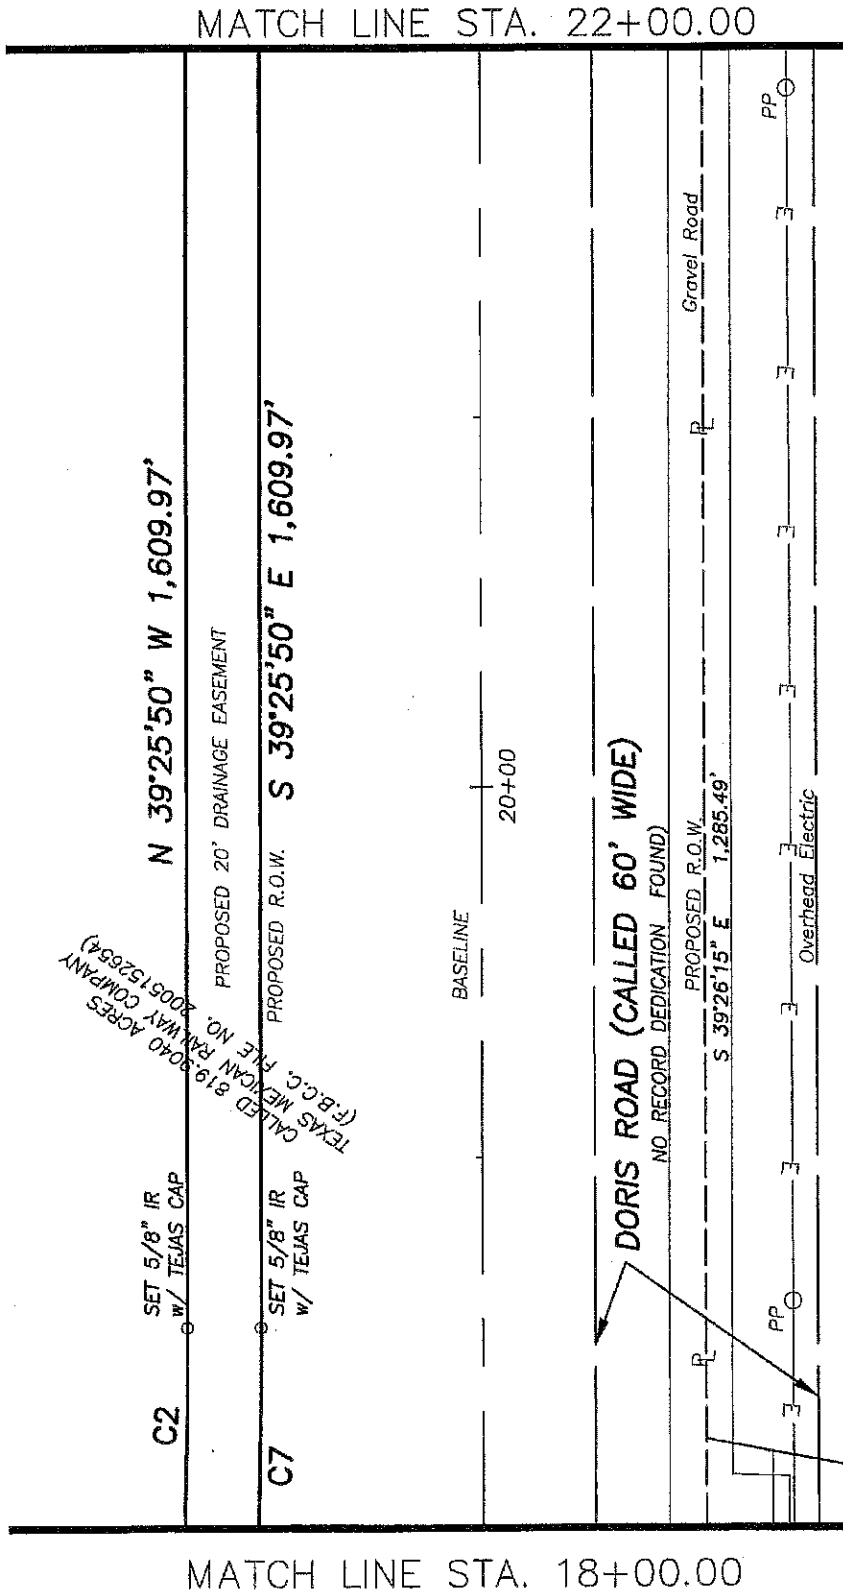 MATCH LINE STA. 22+00.00
PP
E
Gravel Road
E
PL
N 39°25'50" W 1,609.97'
S 39°25'50" E 1,609.97'
E
PROPOSED 20' DRAINAGE EASEMENT
E
20+00
DORIS ROAD (CALLED 60' WIDE)
NO RECORD DEDICATION FOUND)
PROPOSED R.O.W.
S 39°26'15" E 1,285.49'
E
Overhead Electric
PROPOSED R.O.W.
BASELINE
E
CALLED 819.9040 ACRES
TEXAS MEXICAN RAILWAY COMPANY
(F.B.C.C. FILE NO. 2005152654)
E
SET 5/8" IR
w/ TEJAS CAP
SET 5/8" IR
w/ TEJAS CAP
PP
PL
E
C2
C7
MATCH LINE STA. 18+00.00